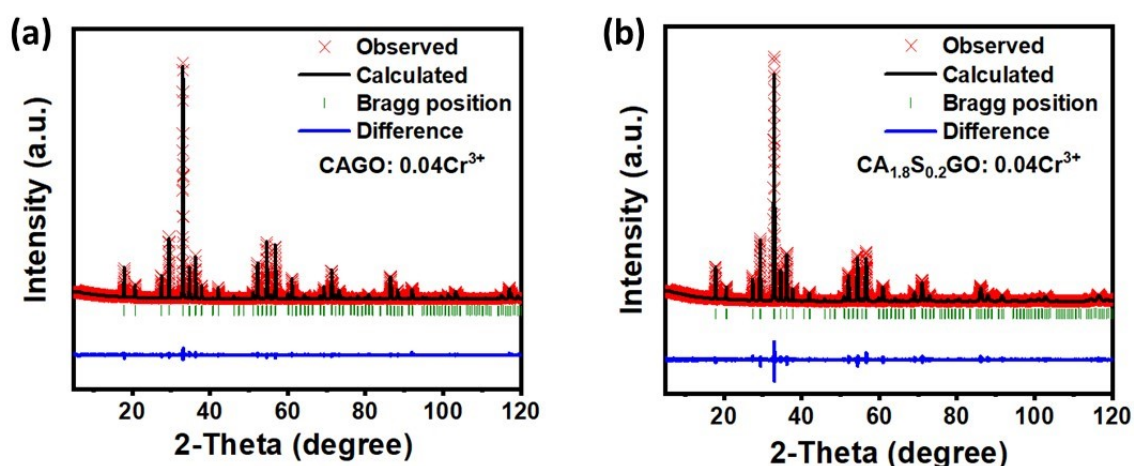 (a)
Observed
Calculated
Bragg position
Difference
CAGO: 0.04Cr³⁺
Intensity (a.u.)
20 40 60 80 100 120
2-Theta (degree)
(b)
Observed
Calculated
Bragg position
Difference
CA₁.₈S₀.₂GO: 0.04Cr³⁺
Intensity (a.u.)
20 40 60 80 100 120
2-Theta (degree)